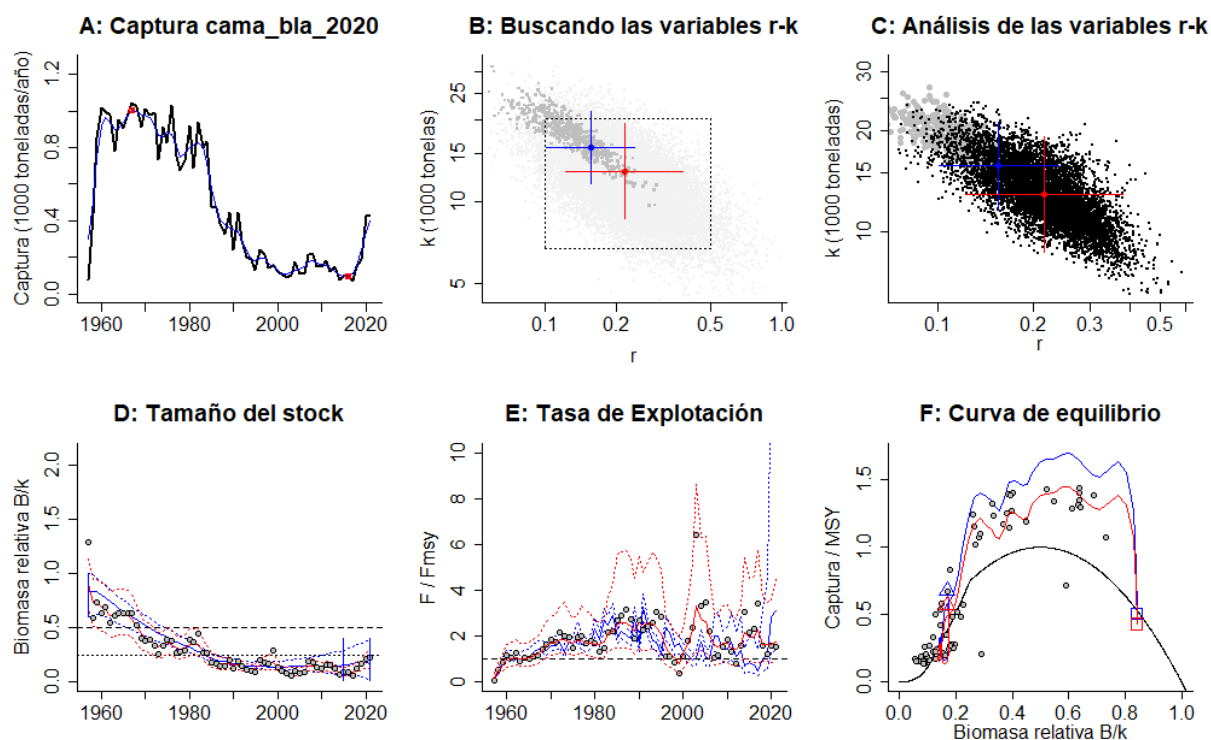 A: Captura cama_bla_2020
Captura (1000 toneladas/año)
0.0 0.4 0.8 1.2
1960 1980 2000 2020
B: Buscando las variables r-k
k (1000 tonelas)
5 10 15 25
0.1 0.2 0.5 1.0
r
C: Análisis de las variables r-k
k (1000 toneladas)
10 15 20 30
0.1 0.2 0.3 0.5
r
D: Tamaño del stock
Biomasa relativa B/k
0.0 0.5 1.0 1.5 2.0
1960 1980 2000 2020
E: Tasa de Explotación
F / Fmsy
0 2 4 6 8 10
1960 1980 2000 2020
F: Curva de equilibrio
Captura / MSY
0.0 0.5 1.0 1.5
0.0 0.2 0.4 0.6 0.8 1.0
Biomasa relativa B/k